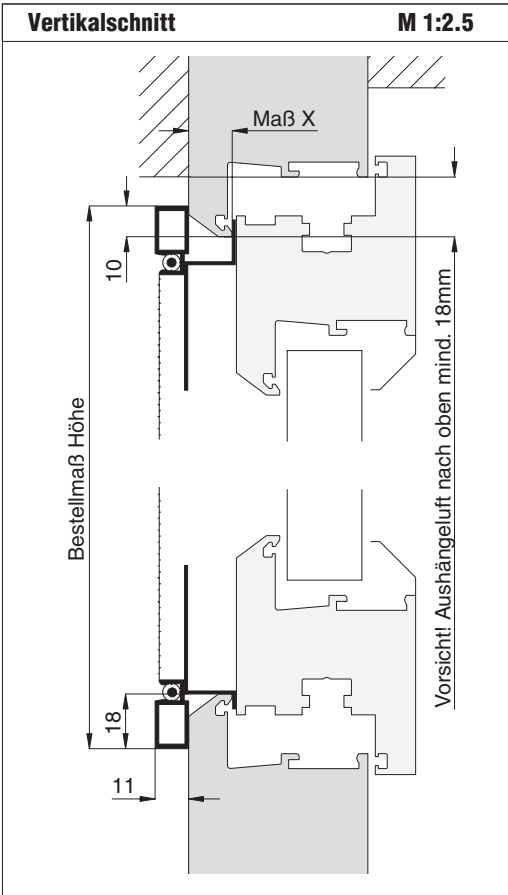 Vertikalschnitt M 1:2.5
Maß X
10
Bestellmaß Höhe
Vorsicht! Aushängeluft nach oben mind. 18mm
18
11